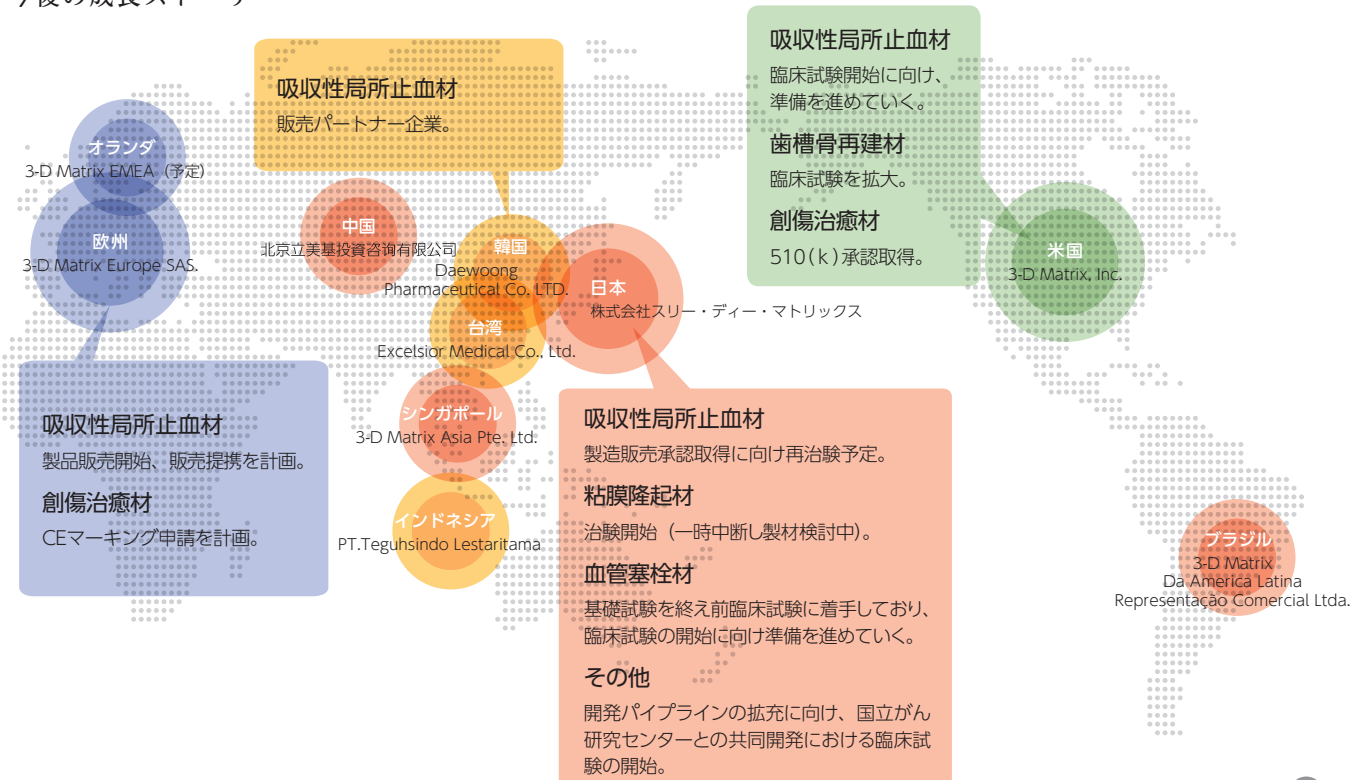 吸収性局所止血材
販売パートナー企業。
吸収性局所止血材
臨床試験開始に向け、
準備を進めていく。
歯槽骨再建材
臨床試験を拡大。
創傷治癒材
510(k)承認取得。
オランダ
3-D Matrix EMEA（予定）
欧州
3-D Matrix Europe SAS.
中国
北京立美基投資咨询有限公司
韓国
Daewoong
Pharmaceutical Co. LTD.
日本
株式会社スリー・ディー・マトリックス
台湾
Excelsior Medical Co., Ltd.
米国
3-D Matrix, Inc.
シンガポール
3-D Matrix Asia Pte. Ltd.
インドネシア
PT.Teguhsindo Lestaritama
ブラジル
3-D Matrix
Da America Latina
Representação Comercial Ltda.
吸収性局所止血材
製品販売開始、販売提携を計画。
創傷治癒材
CEマーキング申請を計画。
吸収性局所止血材
製造販売承認取得に向け再治験予定。
粘膜隆起材
治験開始（一時中断し製材検討中）。
血管塞栓材
基礎試験を終え前臨床試験に着手しており、
臨床試験の開始に向け準備を進めていく。
その他
開発パイプラインの拡充に向け、国立がん
研究センターとの共同開発における臨床試
験の開始。